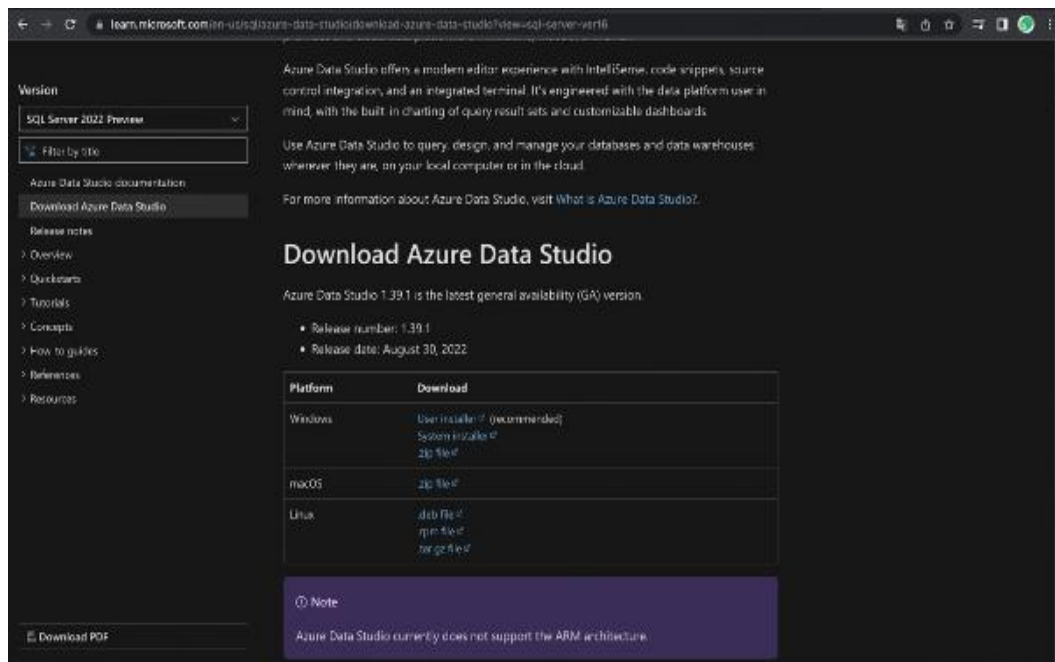 learn.microsoft.com/en-us/sql/azure-data-studio/download-azure-data-studio?view=sql-server-ver16
Version
SQL Server 2022 Preview
Filter by title
Azure Data Studio documentation
Download Azure Data Studio
Release notes
Overview
Quickstarts
Tutorials
Concepts
How to guides
References
Resources
Download PDF
Azure Data Studio offers a modern editor experience with IntelliSense, code snippets, source
control integration, and an integrated terminal. It's engineered with the data platform user in
mind, with the built-in charting of query result sets and customizable dashboards.
Use Azure Data Studio to query, design, and manage your databases and data warehouses
wherever they are, on your local computer or in the cloud.
For more information about Azure Data Studio, visit What is Azure Data Studio?.
Download Azure Data Studio
Azure Data Studio 1.39.1 is the latest general availability (GA) version.
• Release number: 1.39.1
• Release date: August 30, 2022
Platform Download
Windows User installer (recommended)
System installer
.zip file
macOS .zip file
Linux .deb file
.rpm file
.tar.gz file
Note
Azure Data Studio currently does not support the ARM architecture.